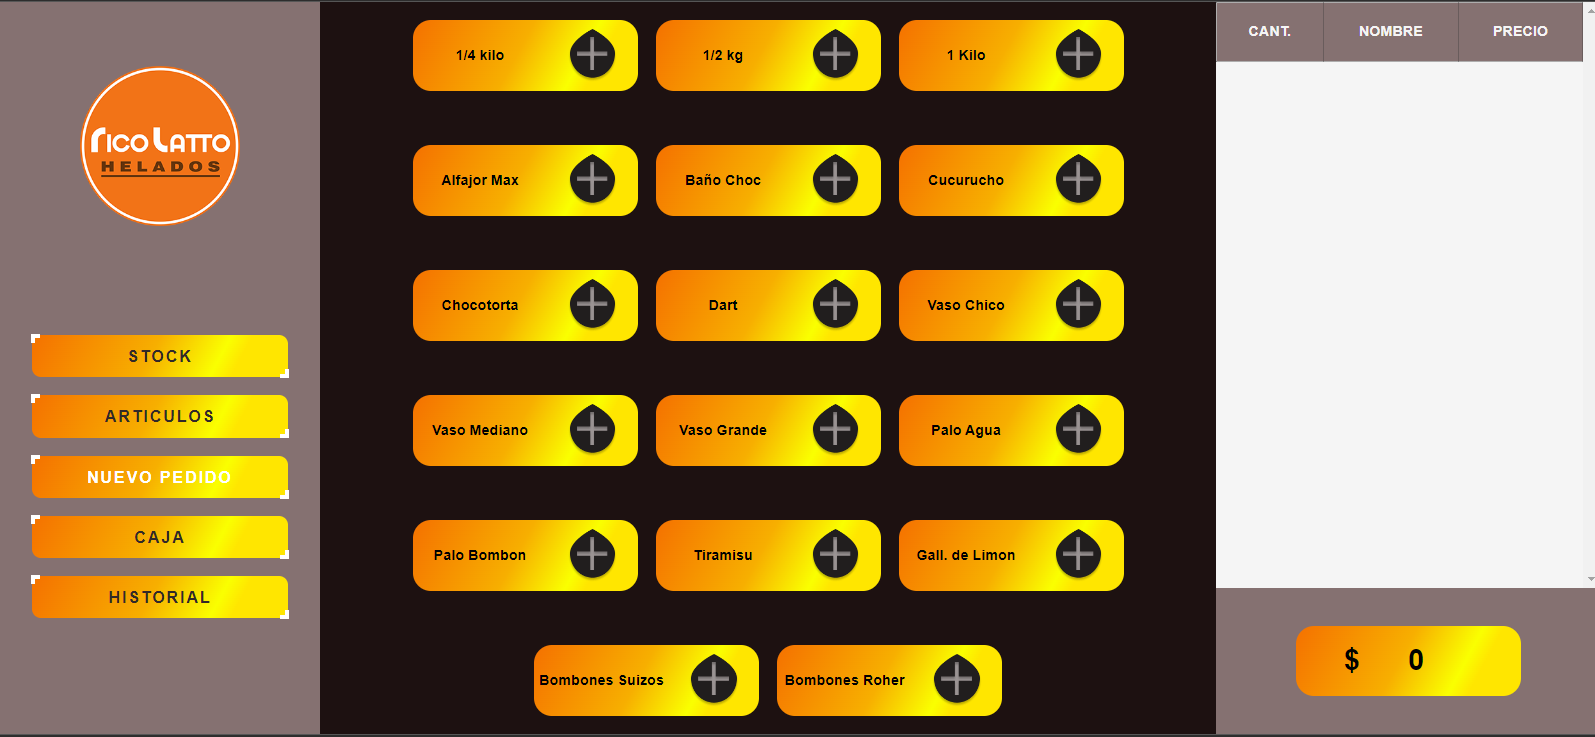 RICO LATTO
HELADOS
STOCK
ARTICULOS
NUEVO PEDIDO
CAJA
HISTORIAL
1/4 kilo
1/2 kg
1 Kilo
Alfajor Max
Baño Choc
Cucurucho
Chocotorta
Dart
Vaso Chico
Vaso Mediano
Vaso Grande
Palo Agua
Palo Bombon
Tiramisu
Gall. de Limon
Bombones Suizos
Bombones Roher
CANT.
NOMBRE
PRECIO
$ 0